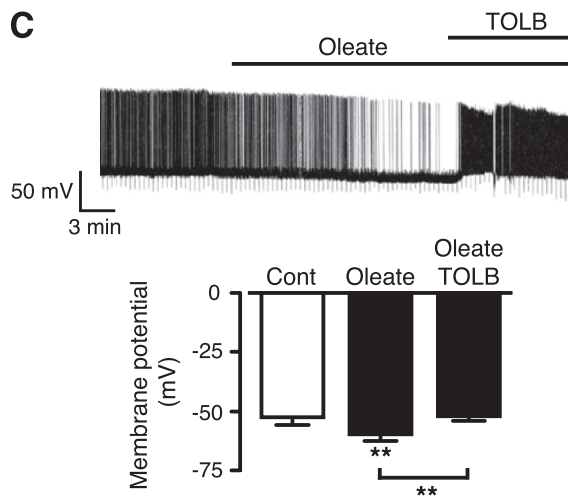 C
TOLB
Oleate
50 mV
3 min
Cont
Oleate
Oleate
TOLB
Membrane potential
(mV)
0
-25
-50
-75
**
**